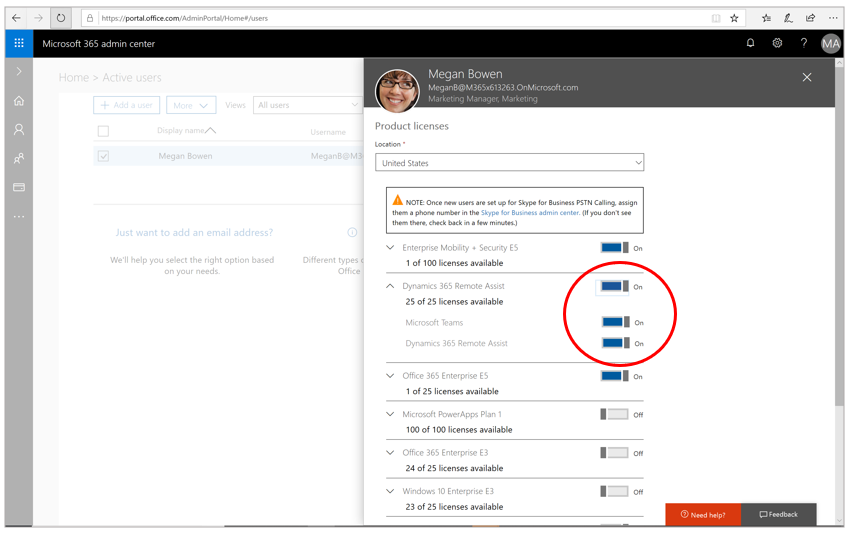 https://portal.office.com/AdminPortal/Home#/users
Microsoft 365 admin center
MA
Home > Active users
Add a user
More
Views
All users
Display name
Username
Megan Bowen
MeganB@M3
Just want to add an email address?
We'll help you select the right option based
on your needs.
Different types o
Office
Megan Bowen
MeganB@M365x613263.OnMicrosoft.com
Marketing Manager, Marketing
Product licenses
Location *
United States
NOTE: Once new users are set up for Skype for Business PSTN Calling, assign
them a phone number in the Skype for Business admin center. (If you don't see
them there, check back in a few minutes.)
Enterprise Mobility + Security E5 On
1 of 100 licenses available
Dynamics 365 Remote Assist On
25 of 25 licenses available
Microsoft Teams On
Dynamics 365 Remote Assist On
Office 365 Enterprise E5 On
1 of 25 licenses available
Microsoft PowerApps Plan 1 Off
100 of 100 licenses available
Office 365 Enterprise E3 Off
24 of 25 licenses available
Windows 10 Enterprise E3 Off
23 of 25 licenses available
Need help?
Feedback